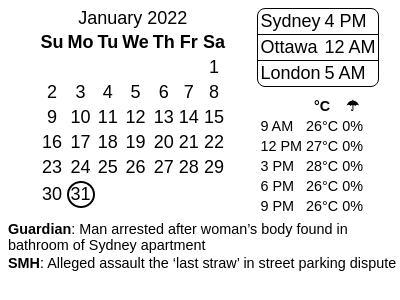 January 2022
Su Mo Tu We Th Fr Sa
1
2 3 4 5 6 7 8
9 10 11 12 13 14 15
16 17 18 19 20 21 22
23 24 25 26 27 28 29
30 31
Sydney 4 PM
Ottawa 12 AM
London 5 AM
°C ☂
9 AM 26°C 0%
12 PM 27°C 0%
3 PM 28°C 0%
6 PM 26°C 0%
9 PM 26°C 0%
Guardian: Man arrested after woman’s body found in
bathroom of Sydney apartment
SMH: Alleged assault the ‘last straw’ in street parking dispute